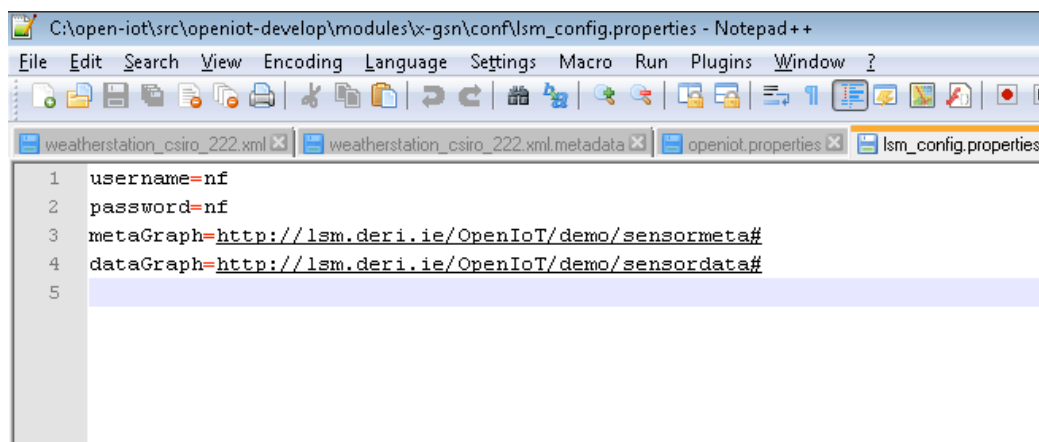 C:\open-iot\src\openiot-develop\modules\x-gsn\conf\lsm_config.properties - Notepad++
File Edit Search View Encoding Language Settings Macro Run Plugins Window ?
weatherstation_csiro_222.xml weatherstation_csiro_222.xml.metadata openiot.properties lsm_config.properties
1 username=nf
2 password=nf
3 metaGraph=http://lsm.deri.ie/OpenIoT/demo/sensormeta#
4 dataGraph=http://lsm.deri.ie/OpenIoT/demo/sensordata#
5